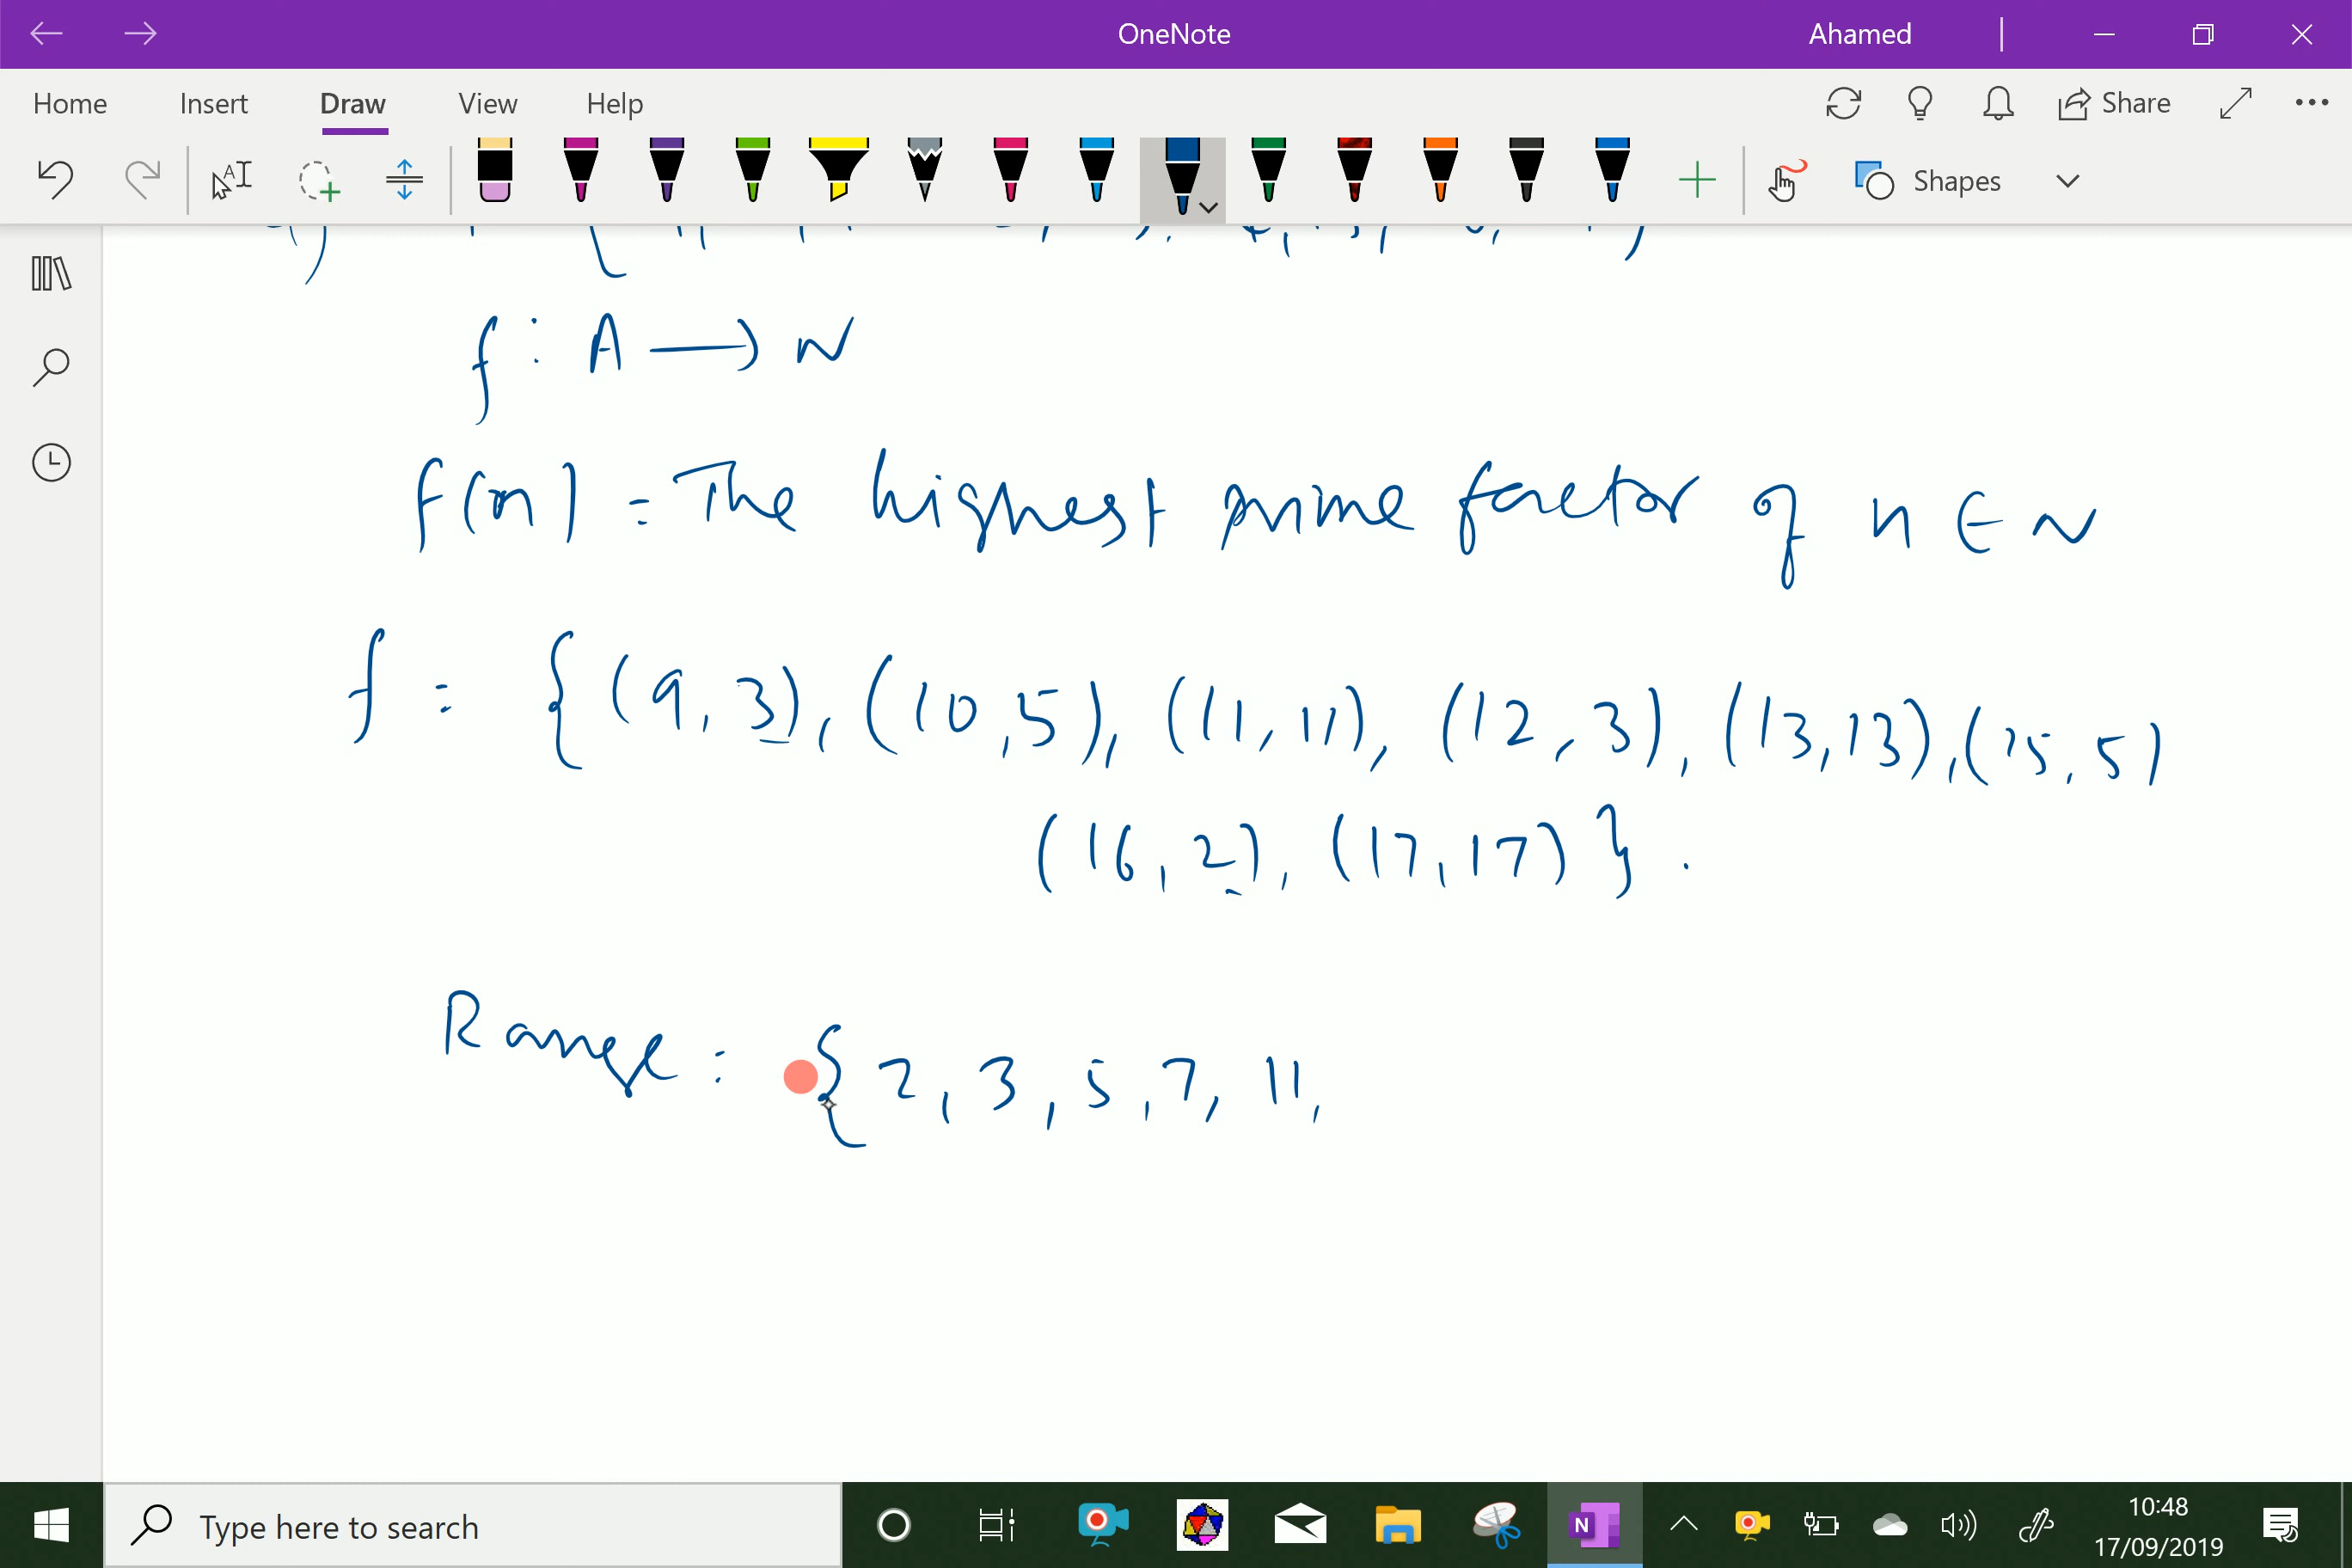 OneNote
Ahamed
Home Insert Draw View Help
Share
Shapes
f : A ⟶ N
f(n) = The highest prime factor of n ∈ N
f = { (9, 3), (10, 5), (11, 11), (12, 3), (13, 13), (15, 5)
(16, 2), (17, 17) } .
Range : { 2, 3, 5, 7, 11,
Type here to search
N
10:48
17/09/2019